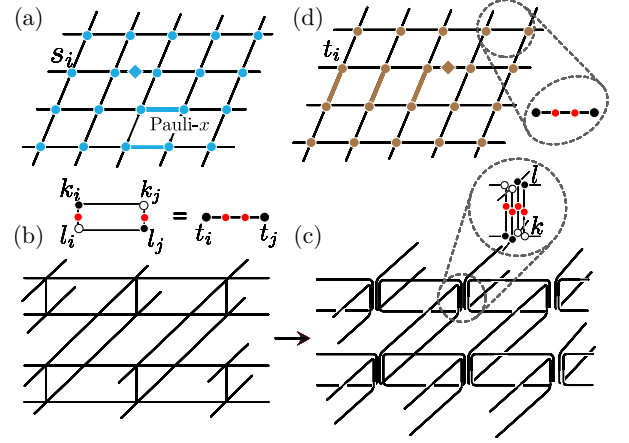 (a)
s_i
Pauli-x
(d)
t_i
k_i
k_j
l_i
l_j
=
t_i
t_j
(b)
(c)
l
k